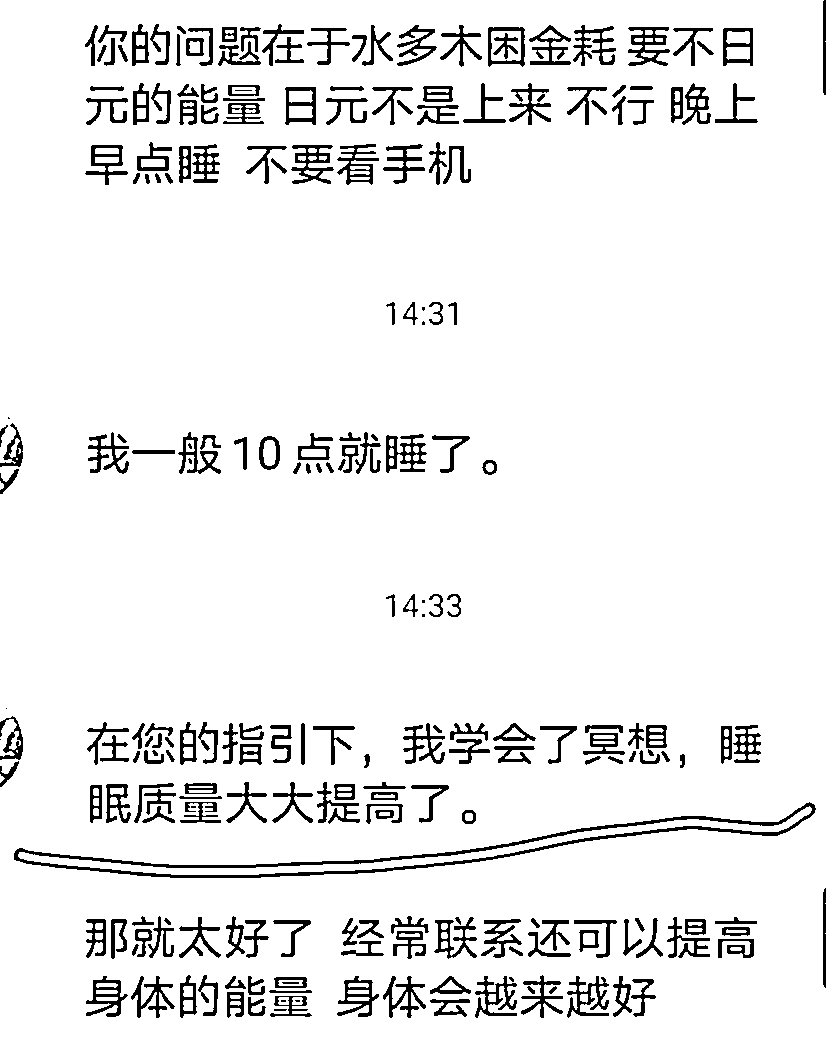 你的问题在于水多木困金耗 要不日
元的能量 日元不是上来 不行 晚上
早点睡 不要看手机
14:31
我一般10点就睡了。
14:33
在您的指引下，我学会了冥想，睡
眠质量大大提高了。
那就太好了 经常联系还可以提高
身体的能量 身体会越来越好